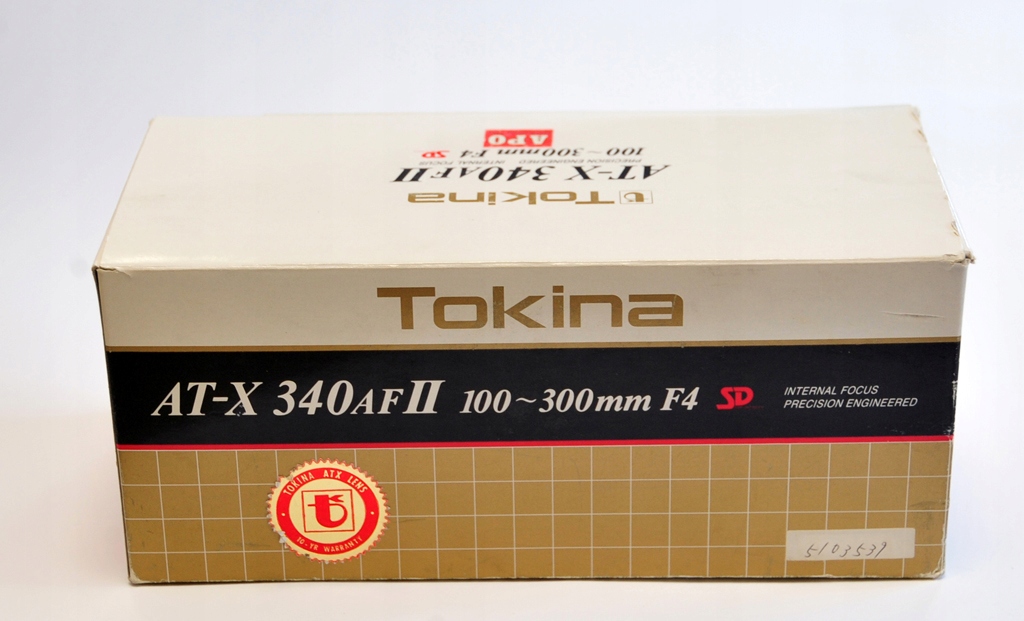 APO
100~300mm F4 SD
PRECISION ENGINEERED INTERNAL FOCUS
AT-X 340AFII
Tokina
Tokina
AT-X 340AFII 100~300mm F4 SD
INTERNAL FOCUS
PRECISION ENGINEERED
TOKINA ATX LENS
10-YR WARRANTY
5103539